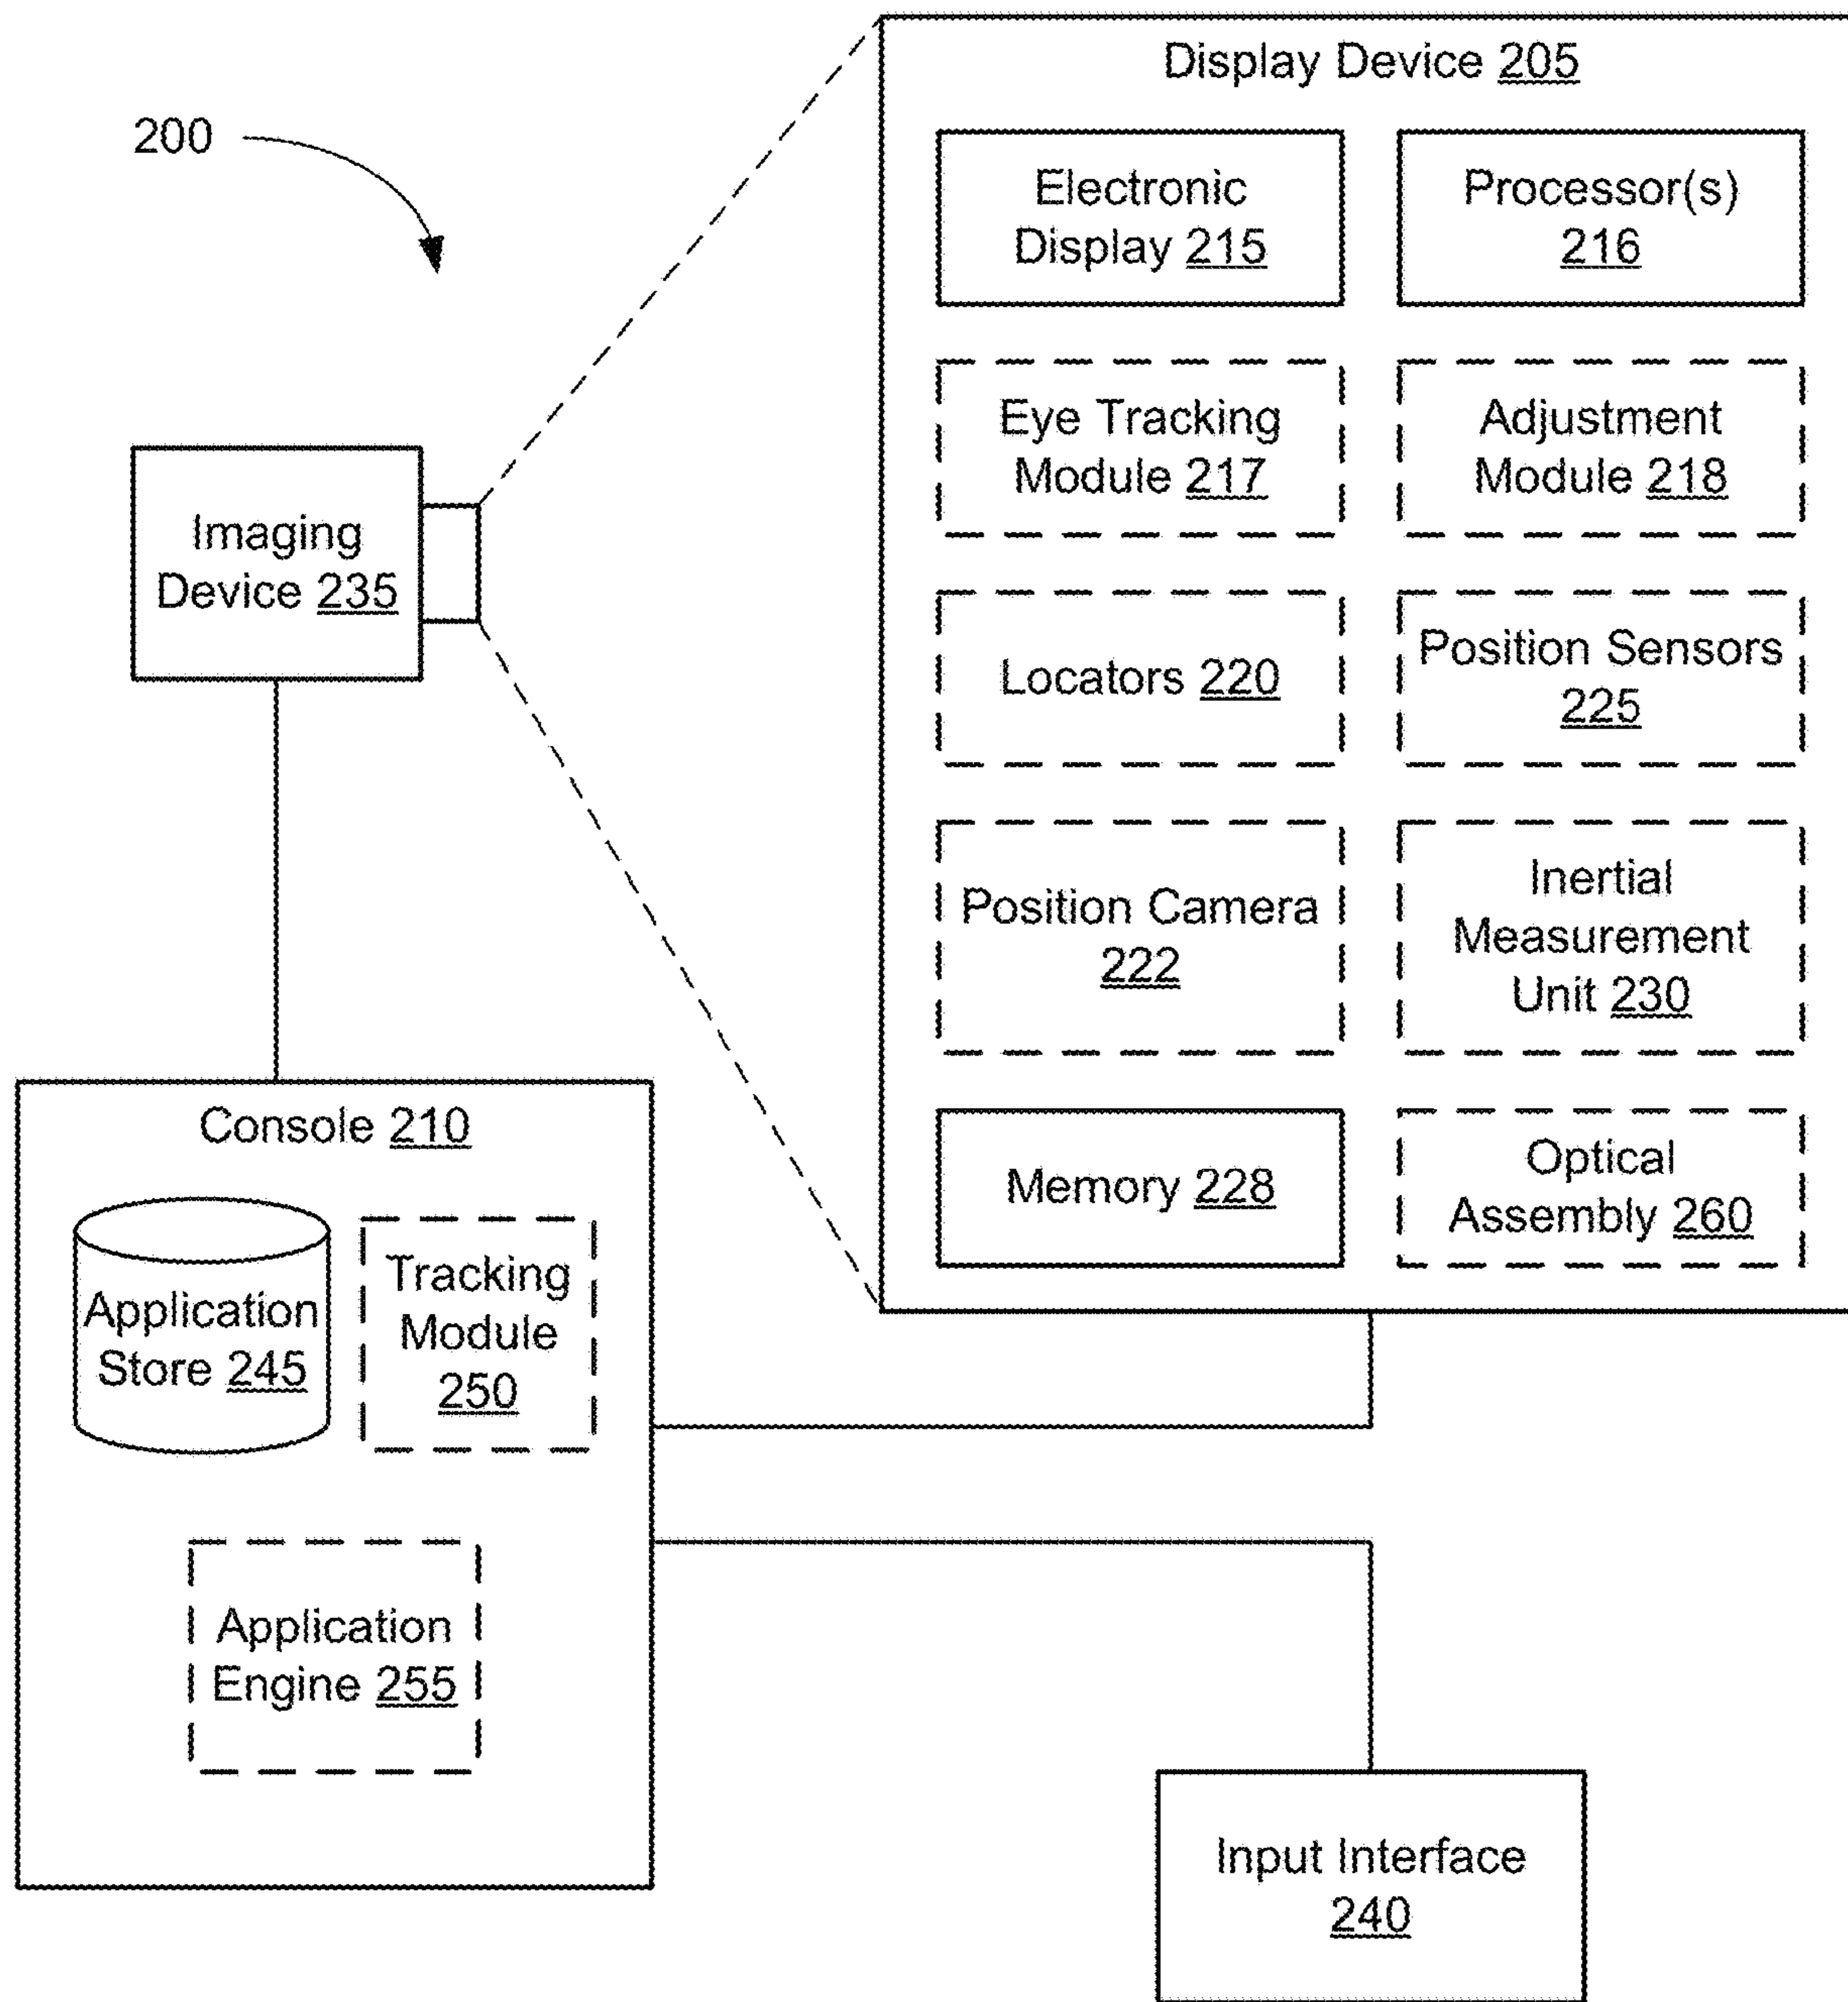 200
Display Device 205
Electronic
Display 215
Processor(s)
216
Eye Tracking
Module 217
Adjustment
Module 218
Locators 220
Position Sensors
225
Position Camera
222
Inertial
Measurement
Unit 230
Memory 228
Optical
Assembly 260
Imaging
Device 235
Console 210
Application
Store 245
Tracking
Module
250
Application
Engine 255
Input Interface
240